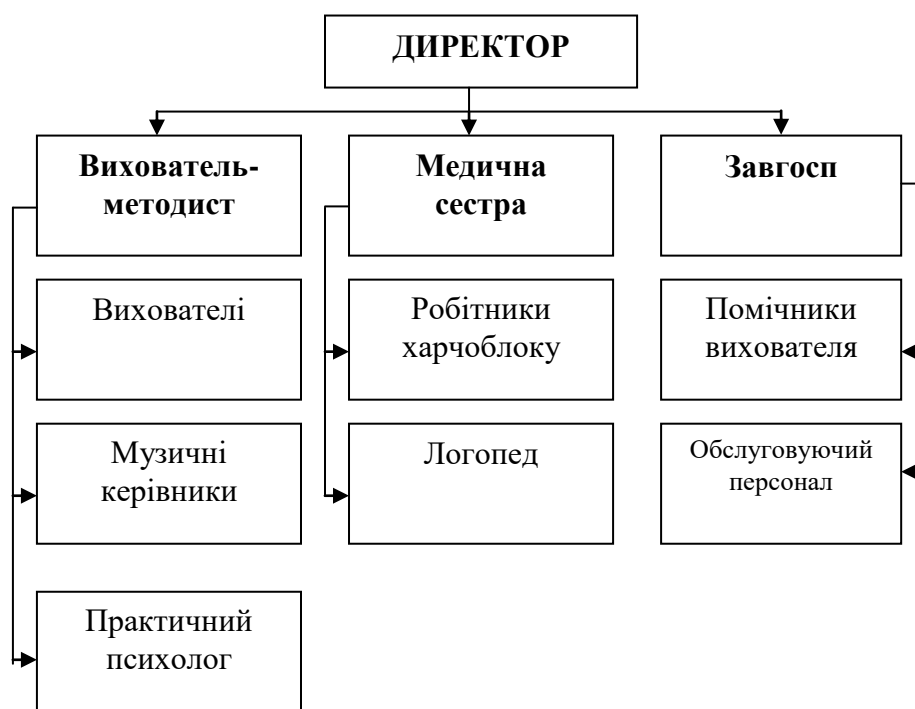 ДИРЕКТОР
Вихователь-
методист
Медична
сестра
Завгосп
Вихователі
Робітники
харчоблоку
Помічники
вихователя
Музичні
керівники
Логопед
Обслуговуючий
персонал
Практичний
психолог